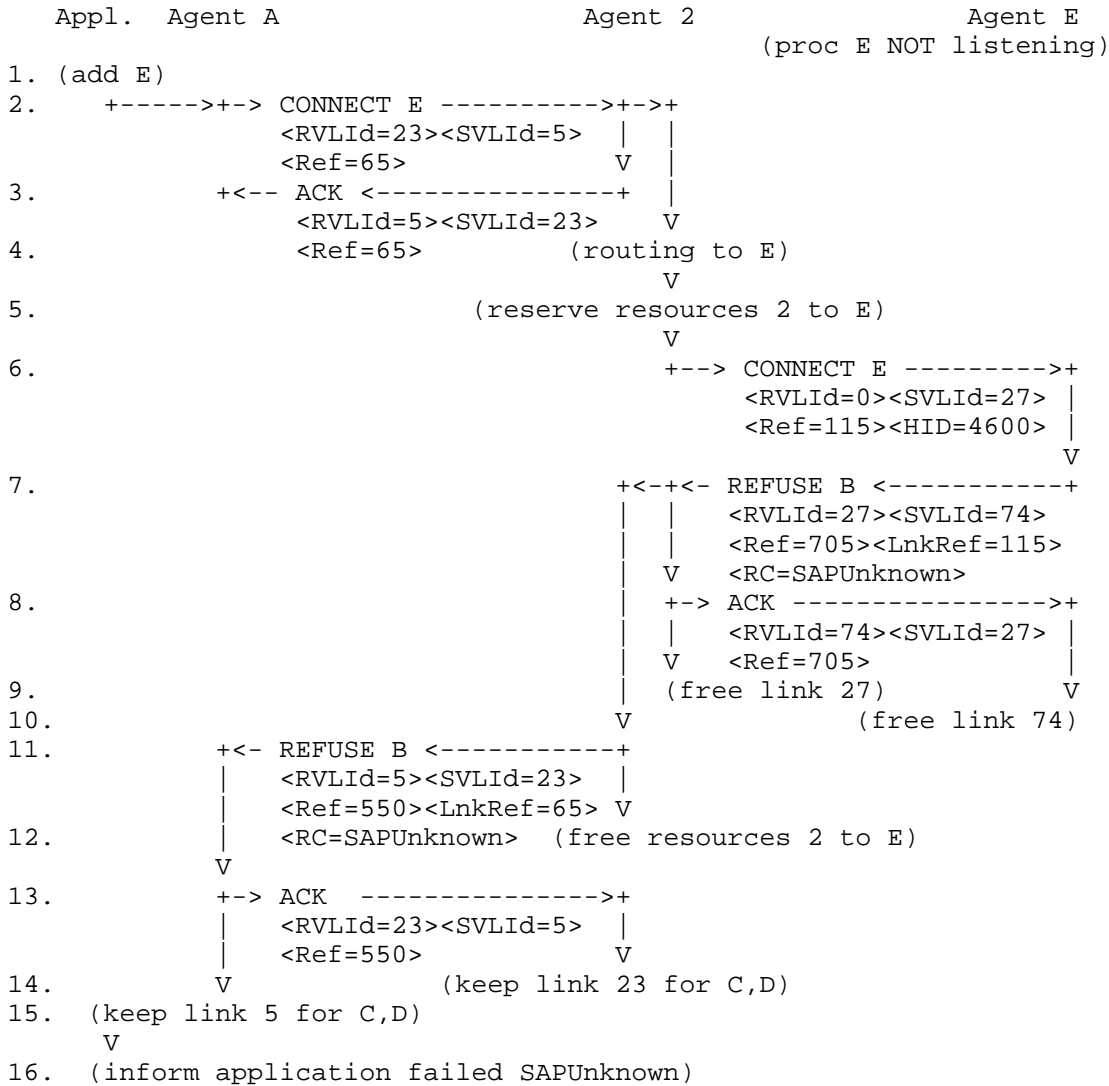 Appl.  Agent A                       Agent 2                   Agent E
                                                     (proc E NOT listening)
1. (add E)
2.     +----->+-> CONNECT E ---------->+->+
                  <RVLId=23><SVLId=5>  |  |
                  <Ref=65>             V  |
3.            +<-- ACK <---------------+  |
                   <RVLId=5><SVLId=23>    V
4.                 <Ref=65>         (routing to E)
                                          V
5.                            (reserve resources 2 to E)
                                          V
6.                                        +--> CONNECT E --------->+
                                               <RVLId=0><SVLId=27> |
                                               <Ref=115><HID=4600> |
                                                                   V
7.                                     +<-+<- REFUSE B <-----------+
                                       |  |   <RVLId=27><SVLId=74>
                                       |  |   <Ref=705><LnkRef=115>
                                       |  V   <RC=SAPUnknown>
8.                                     |  +-> ACK ---------------->+
                                       |  |   <RVLId=74><SVLId=27> |
                                       |  V   <Ref=705>            |
9.                                     |  (free link 27)           V
10.                                    V              (free link 74)
11.           +<- REFUSE B <-----------+
              |   <RVLId=5><SVLId=23>  |
              |   <Ref=550><LnkRef=65> V
12.           |   <RC=SAPUnknown>  (free resources 2 to E)
              V
13.           +-> ACK  --------------->+
              |   <RVLId=23><SVLId=5>  |
              |   <Ref=550>            V
14.           V             (keep link 23 for C,D)
15.   (keep link 5 for C,D)
       V
16.   (inform application failed SAPUnknown)